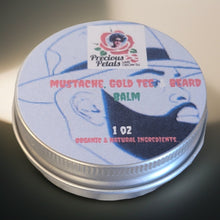 Precious
Petals
MUSTACHE, GOLD TEE , BEARD
BALM
1 OZ
ORGANIC & NATURAL INGREDIENTS